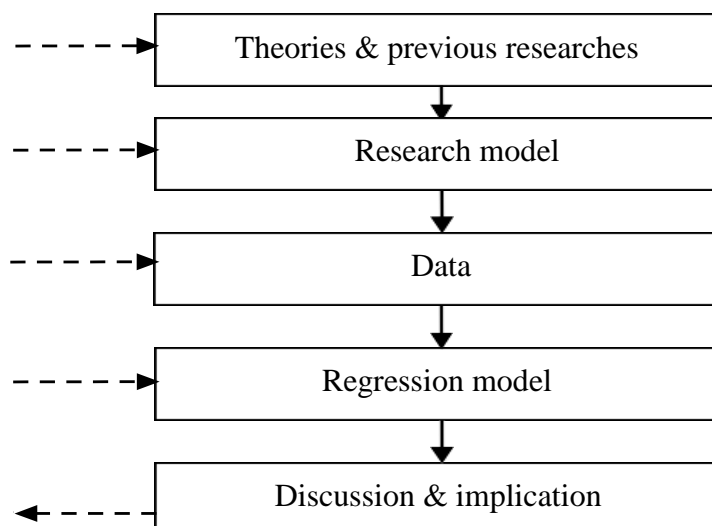 Theories & previous researches
Research model
Data
Regression model
Discussion & implication